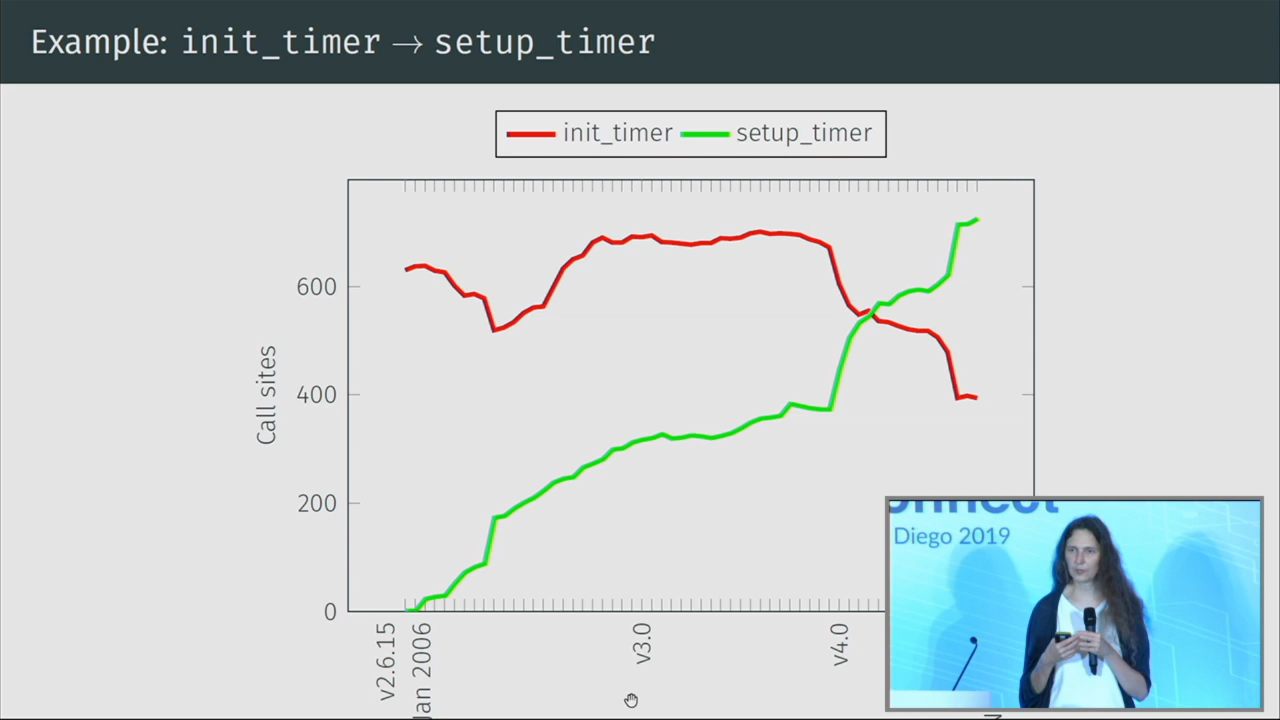 Example: init_timer → setup_timer
init_timer setup_timer
Call sites
600
400
200
0
v2.6.15
Jan 2006
v3.0
v4.0
Diego 2019